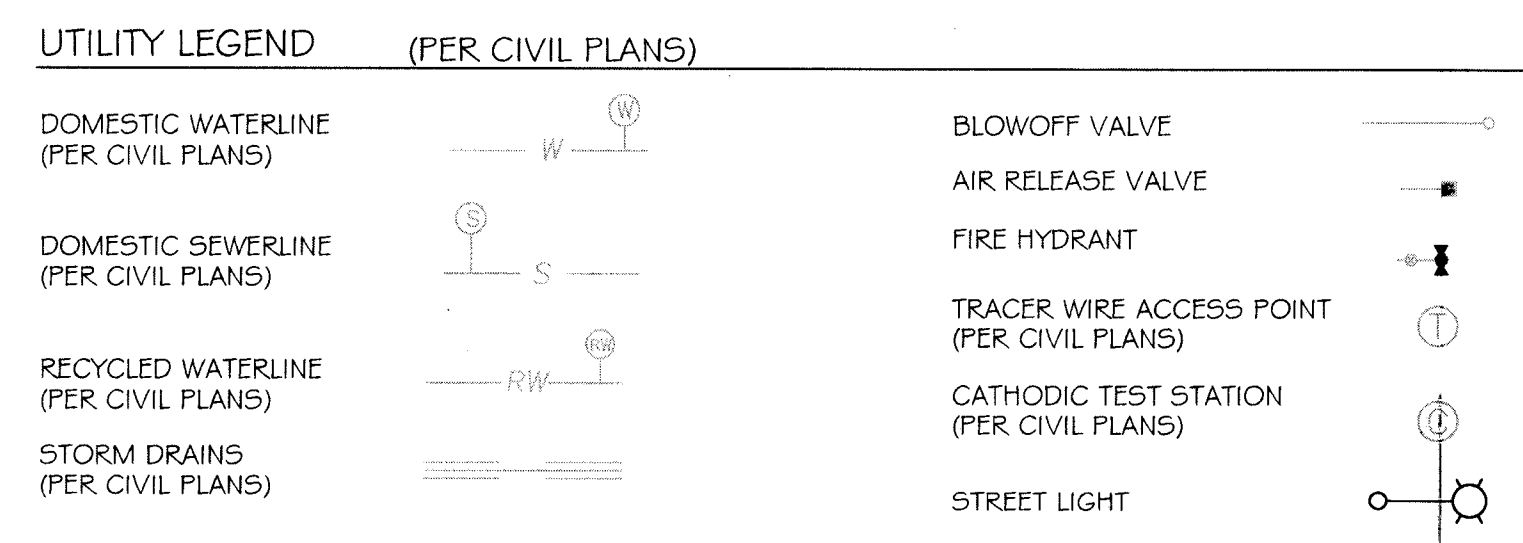 UTILITY LEGEND (PER CIVIL PLANS)
DOMESTIC WATERLINE
(PER CIVIL PLANS)
W
W
DOMESTIC SEWERLINE
(PER CIVIL PLANS)
S
S
RECYCLED WATERLINE
(PER CIVIL PLANS)
RW
RW
STORM DRAINS
(PER CIVIL PLANS)
BLOWOFF VALVE
AIR RELEASE VALVE
FIRE HYDRANT
TRACER WIRE ACCESS POINT
(PER CIVIL PLANS)
T
CATHODIC TEST STATION
(PER CIVIL PLANS)
C
STREET LIGHT